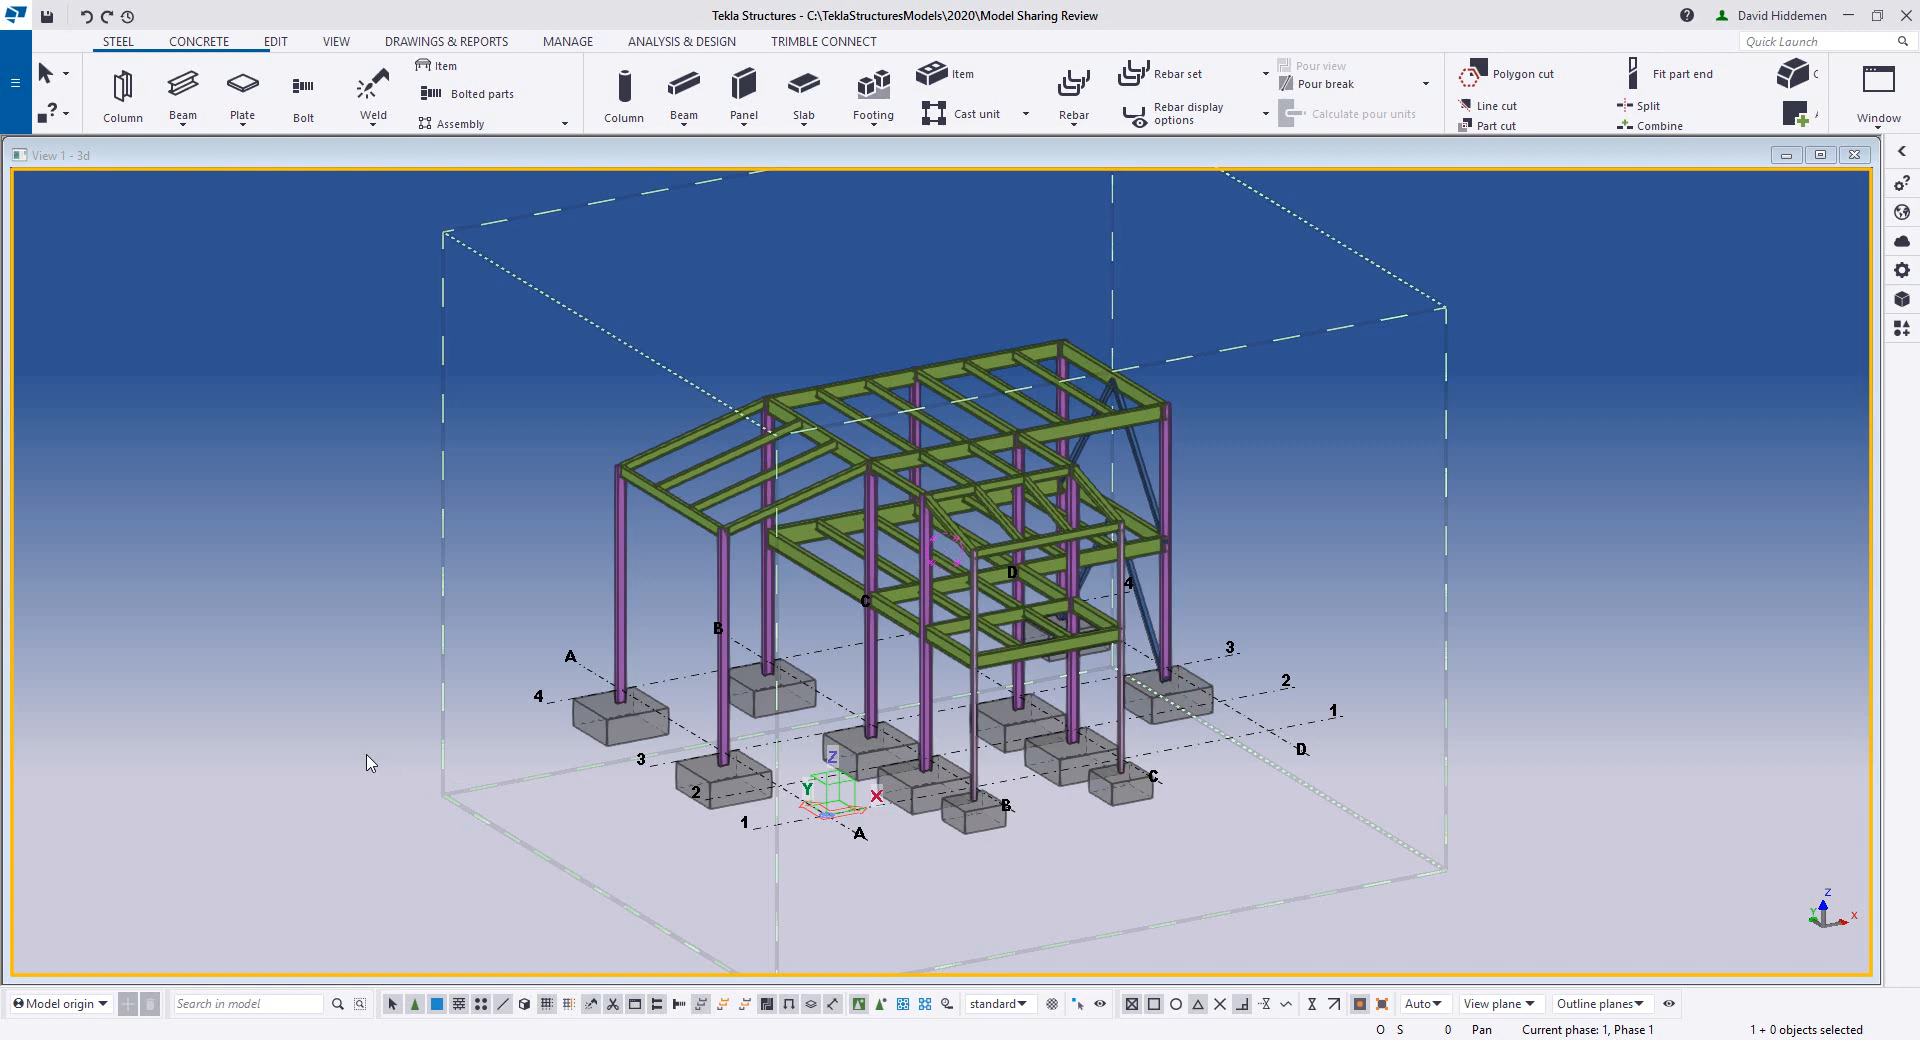 Tekla Structures - C:\TeklaStructuresModels\2020\Model Sharing Review
David Hiddemen
STEEL CONCRETE EDIT VIEW DRAWINGS & REPORTS MANAGE ANALYSIS & DESIGN TRIMBLE CONNECT
Quick Launch
Column Beam Plate Bolt Weld
Item
Bolted parts
Assembly
Column Beam Panel Slab Footing
Item
Cast unit
Rebar
Rebar set
Rebar display
options
Pour view
Pour break
Calculate pour units
Polygon cut
Line cut
Part cut
Fit part end
Split
Combine
Window
View 1 - 3d
D
4
C
B
A
3
4
2
1
3
D
Z
C
Y
X
2
B
1
A
Z
Y
X
Model origin
Search in model
standard
Auto
View plane
Outline planes
O S 0 Pan Current phase: 1, Phase 1 1 + 0 objects selected